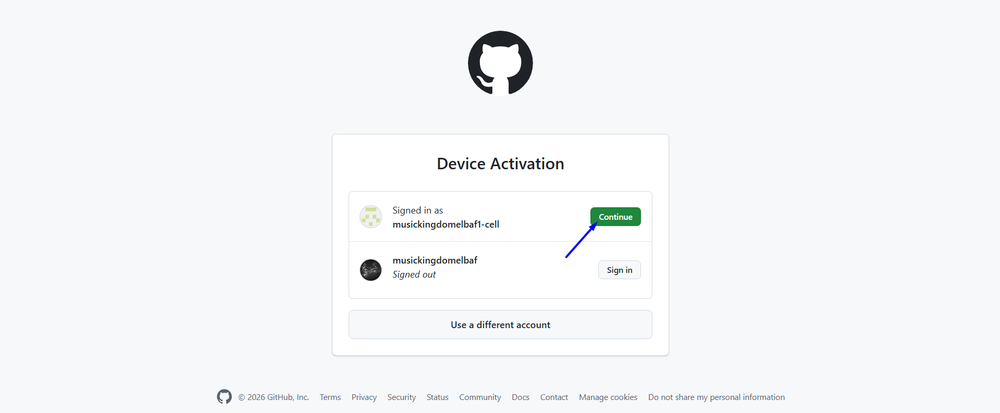 Device Activation
Signed in as
musickingdomelbaf1-cell
Continue
musickingdomelbaf
Signed out
Sign in
Use a different account
© 2026 GitHub, Inc. Terms Privacy Security Status Community Docs Contact Manage cookies Do not share my personal information